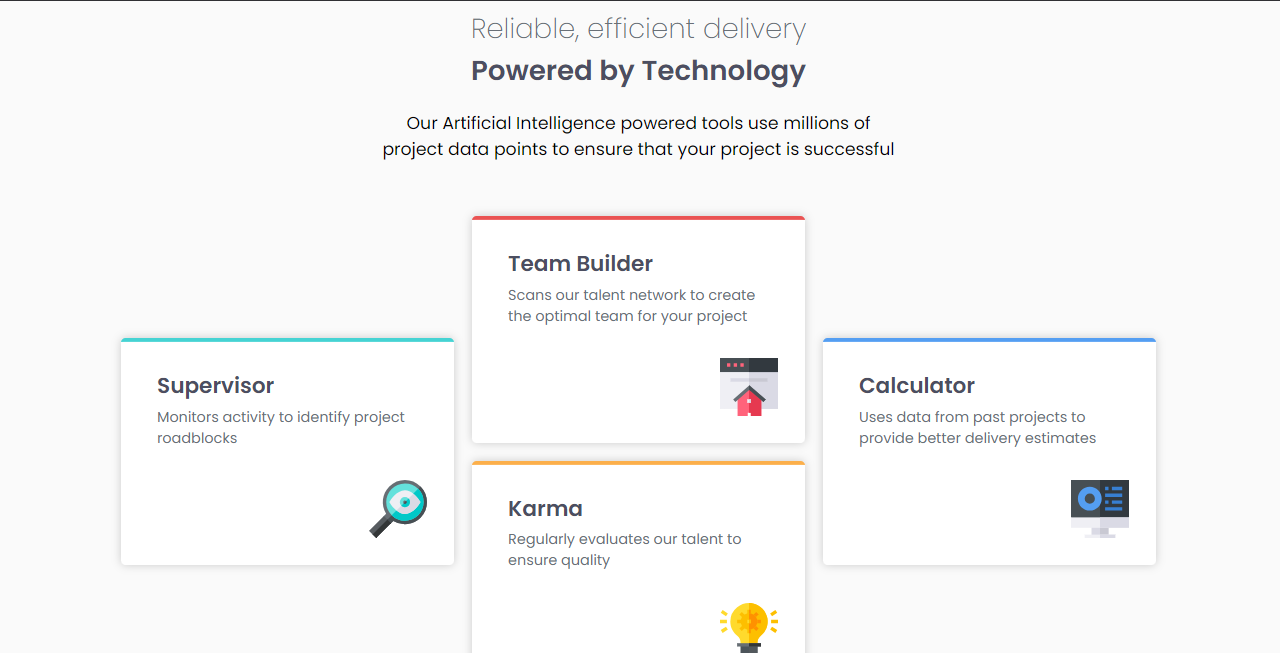 Reliable, efficient delivery
Powered by Technology
Our Artificial Intelligence powered tools use millions of
project data points to ensure that your project is successful
Team Builder
Scans our talent network to create
the optimal team for your project
Supervisor
Monitors activity to identify project
roadblocks
Calculator
Uses data from past projects to
provide better delivery estimates
Karma
Regularly evaluates our talent to
ensure quality